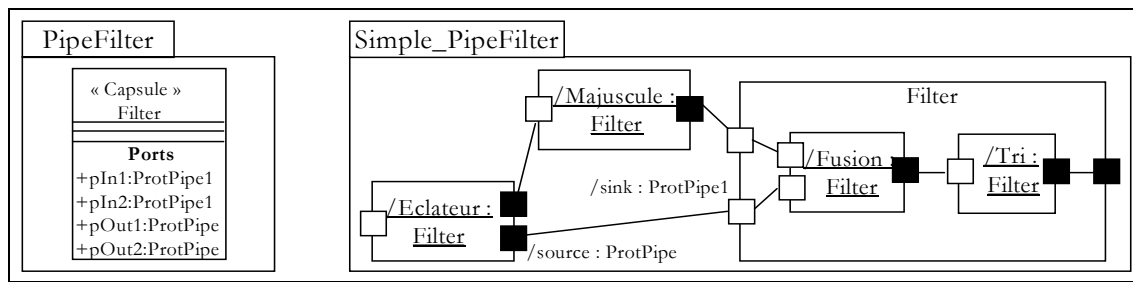 PipeFilter
« Capsule »
Filter
Ports
+pIn1:ProtPipe1
+pIn2:ProtPipe1
+pOut1:ProtPipe
+pOut2:ProtPipe
Simple_PipeFilter
/Majuscule :
Filter
/Eclateur :
Filter
/sink : ProtPipe1
/source : ProtPipe
Filter
/Fusion :
Filter
/Tri :
Filter